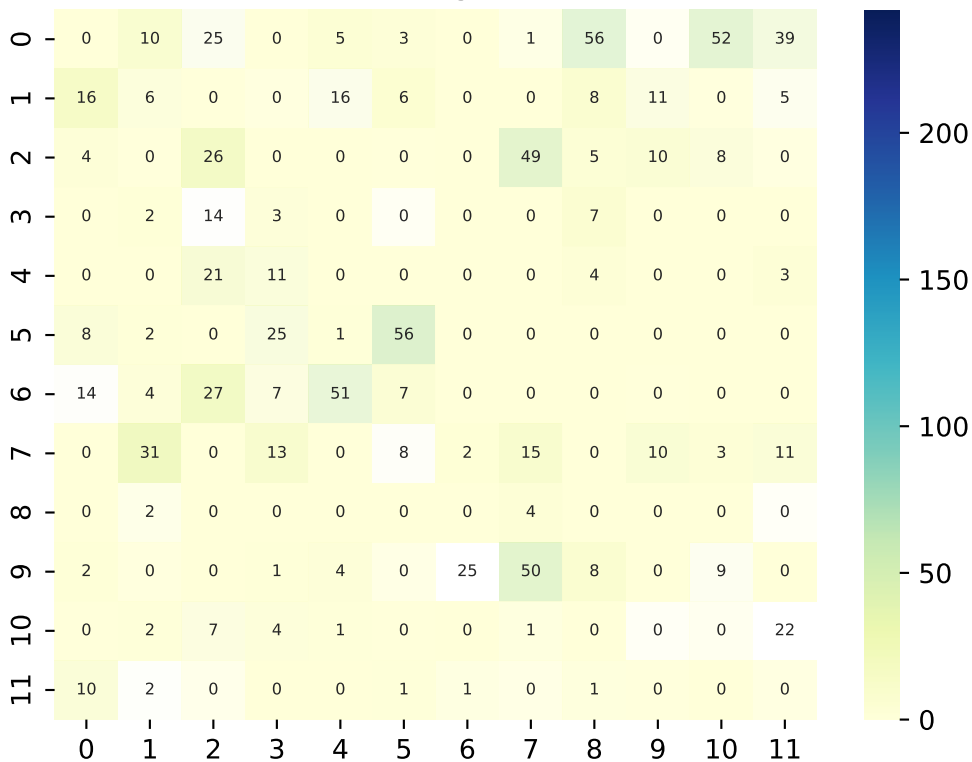 0 0 10 25 0 5 3 0 1 56 0 52 39
1 16 6 0 0 16 6 0 0 8 11 0 5
2 4 0 26 0 0 0 0 49 5 10 8 0
3 0 2 14 3 0 0 0 0 7 0 0 0
4 0 0 21 11 0 0 0 0 4 0 0 3
5 8 2 0 25 1 56 0 0 0 0 0 0
6 14 4 27 7 51 7 0 0 0 0 0 0
7 0 31 0 13 0 8 2 15 0 10 3 11
8 0 2 0 0 0 0 0 4 0 0 0 0
9 2 0 0 1 4 0 25 50 8 0 9 0
10 0 2 7 4 1 0 0 1 0 0 0 22
11 10 2 0 0 0 1 1 0 1 0 0 0
0 1 2 3 4 5 6 7 8 9 10 11
200
150
100
50
0